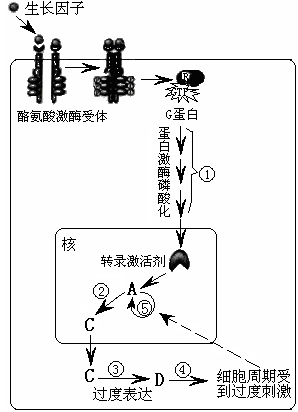 生长因子
酪氨酸激酶受体
R
G蛋白
蛋白激酶磷酸化
①
核
转录激活剂
② A
⑤
C
C ③ D ④
过度表达
细胞周期受
到过度刺激